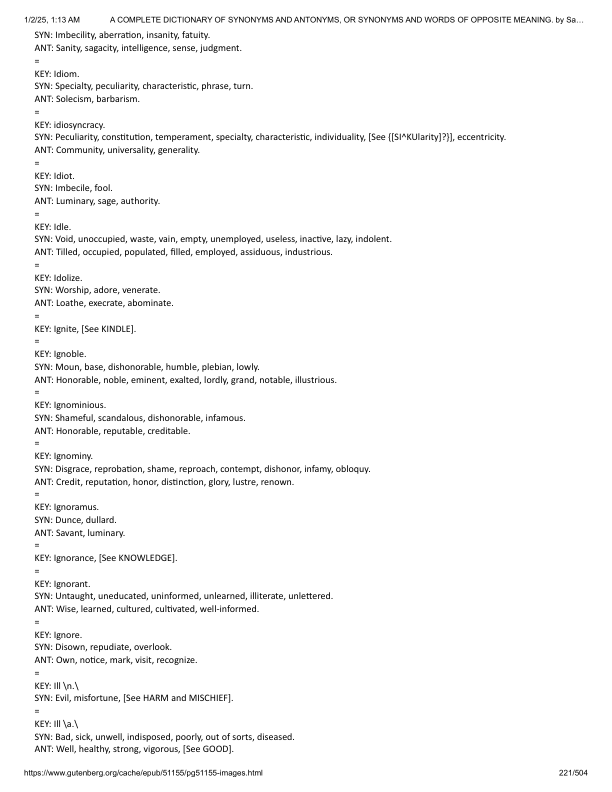 1/2/25, 1:13 AM A COMPLETE DICTIONARY OF SYNONYMS AND ANTONYMS, OR SYNONYMS AND WORDS OF OPPOSITE MEANING. by Sa…
SYN: Imbecility, aberration, insanity, fatuity.
ANT: Sanity, sagacity, intelligence, sense, judgment.
=
KEY: Idiom.
SYN: Specialty, peculiarity, characteristic, phrase, turn.
ANT: Solecism, barbarism.
=
KEY: idiosyncracy.
SYN: Peculiarity, constitution, temperament, specialty, characteristic, individuality, [See {[SI^KUlarity]?}], eccentricity.
ANT: Community, universality, generality.
=
KEY: Idiot.
SYN: Imbecile, fool.
ANT: Luminary, sage, authority.
=
KEY: Idle.
SYN: Void, unoccupied, waste, vain, empty, unemployed, useless, inactive, lazy, indolent.
ANT: Tilled, occupied, populated, filled, employed, assiduous, industrious.
=
KEY: Idolize.
SYN: Worship, adore, venerate.
ANT: Loathe, execrate, abominate.
=
KEY: Ignite, [See KINDLE].
=
KEY: Ignoble.
SYN: Moun, base, dishonorable, humble, plebian, lowly.
ANT: Honorable, noble, eminent, exalted, lordly, grand, notable, illustrious.
=
KEY: Ignominious.
SYN: Shameful, scandalous, dishonorable, infamous.
ANT: Honorable, reputable, creditable.
=
KEY: Ignominy.
SYN: Disgrace, reprobation, shame, reproach, contempt, dishonor, infamy, obloquy.
ANT: Credit, reputation, honor, distinction, glory, lustre, renown.
=
KEY: Ignoramus.
SYN: Dunce, dullard.
ANT: Savant, luminary.
=
KEY: Ignorance, [See KNOWLEDGE].
=
KEY: Ignorant.
SYN: Untaught, uneducated, uninformed, unlearned, illiterate, unlettered.
ANT: Wise, learned, cultured, cultivated, well-informed.
=
KEY: Ignore.
SYN: Disown, repudiate, overlook.
ANT: Own, notice, mark, visit, recognize.
=
KEY: Ill \n.\
SYN: Evil, misfortune, [See HARM and MISCHIEF].
=
KEY: Ill \a.\
SYN: Bad, sick, unwell, indisposed, poorly, out of sorts, diseased.
ANT: Well, healthy, strong, vigorous, [See GOOD].
https://www.gutenberg.org/cache/epub/51155/pg51155-images.html 221/504